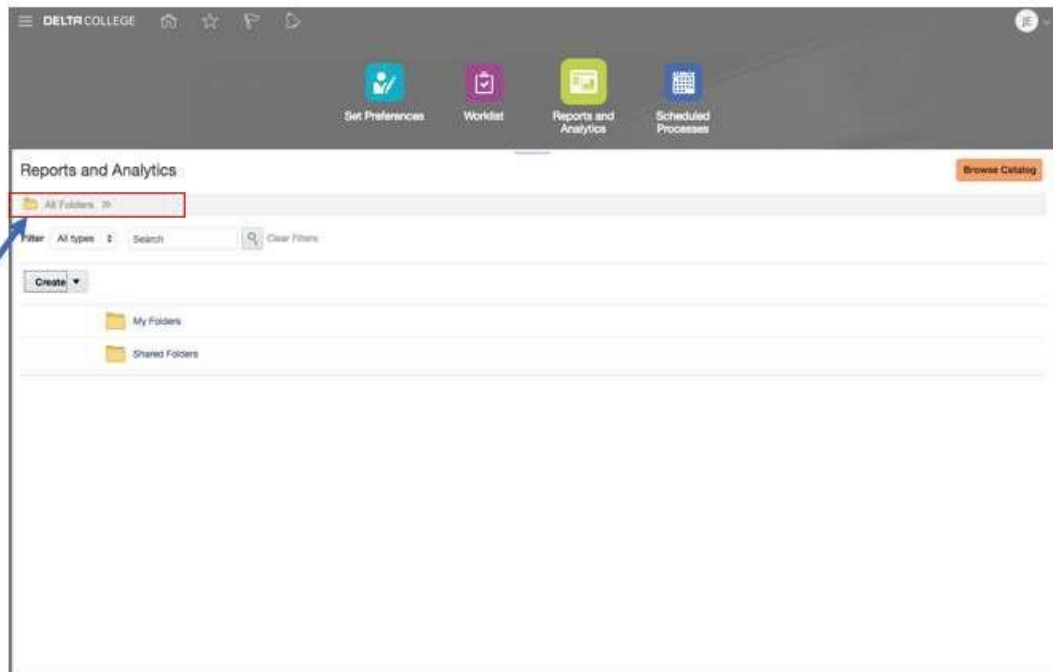 DELTA COLLEGE
JE
Set Preferences
Worklist
Reports and Analytics
Scheduled Processes
Reports and Analytics
Browse Catalog
All Folders »
Filter All types Search Clear Filters
Create
My Folders
Shared Folders